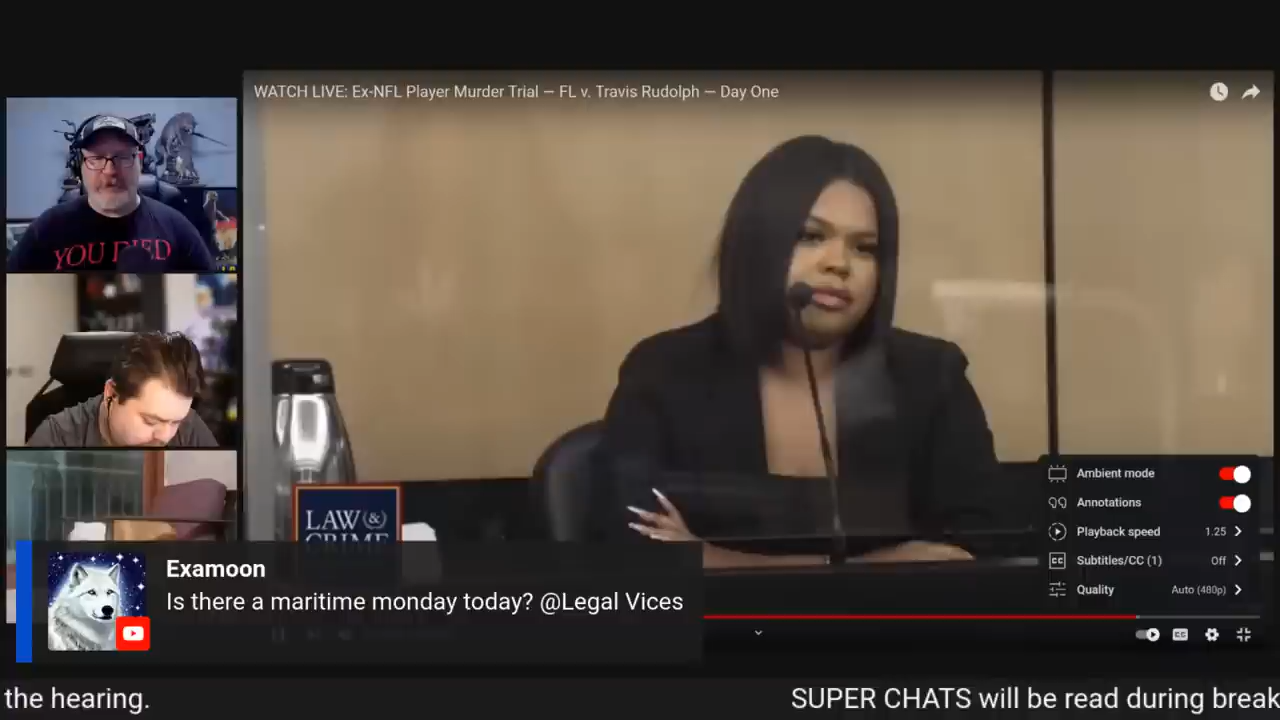 WATCH LIVE: Ex-NFL Player Murder Trial — FL v. Travis Rudolph — Day One
YOU DIED
LAW&
CRIME
Ambient mode
Annotations
Playback speed 1.25
Subtitles/CC (1) Off
Quality Auto (480p)
Examoon
Is there a maritime monday today? @Legal Vices
the hearing. SUPER CHATS will be read during break